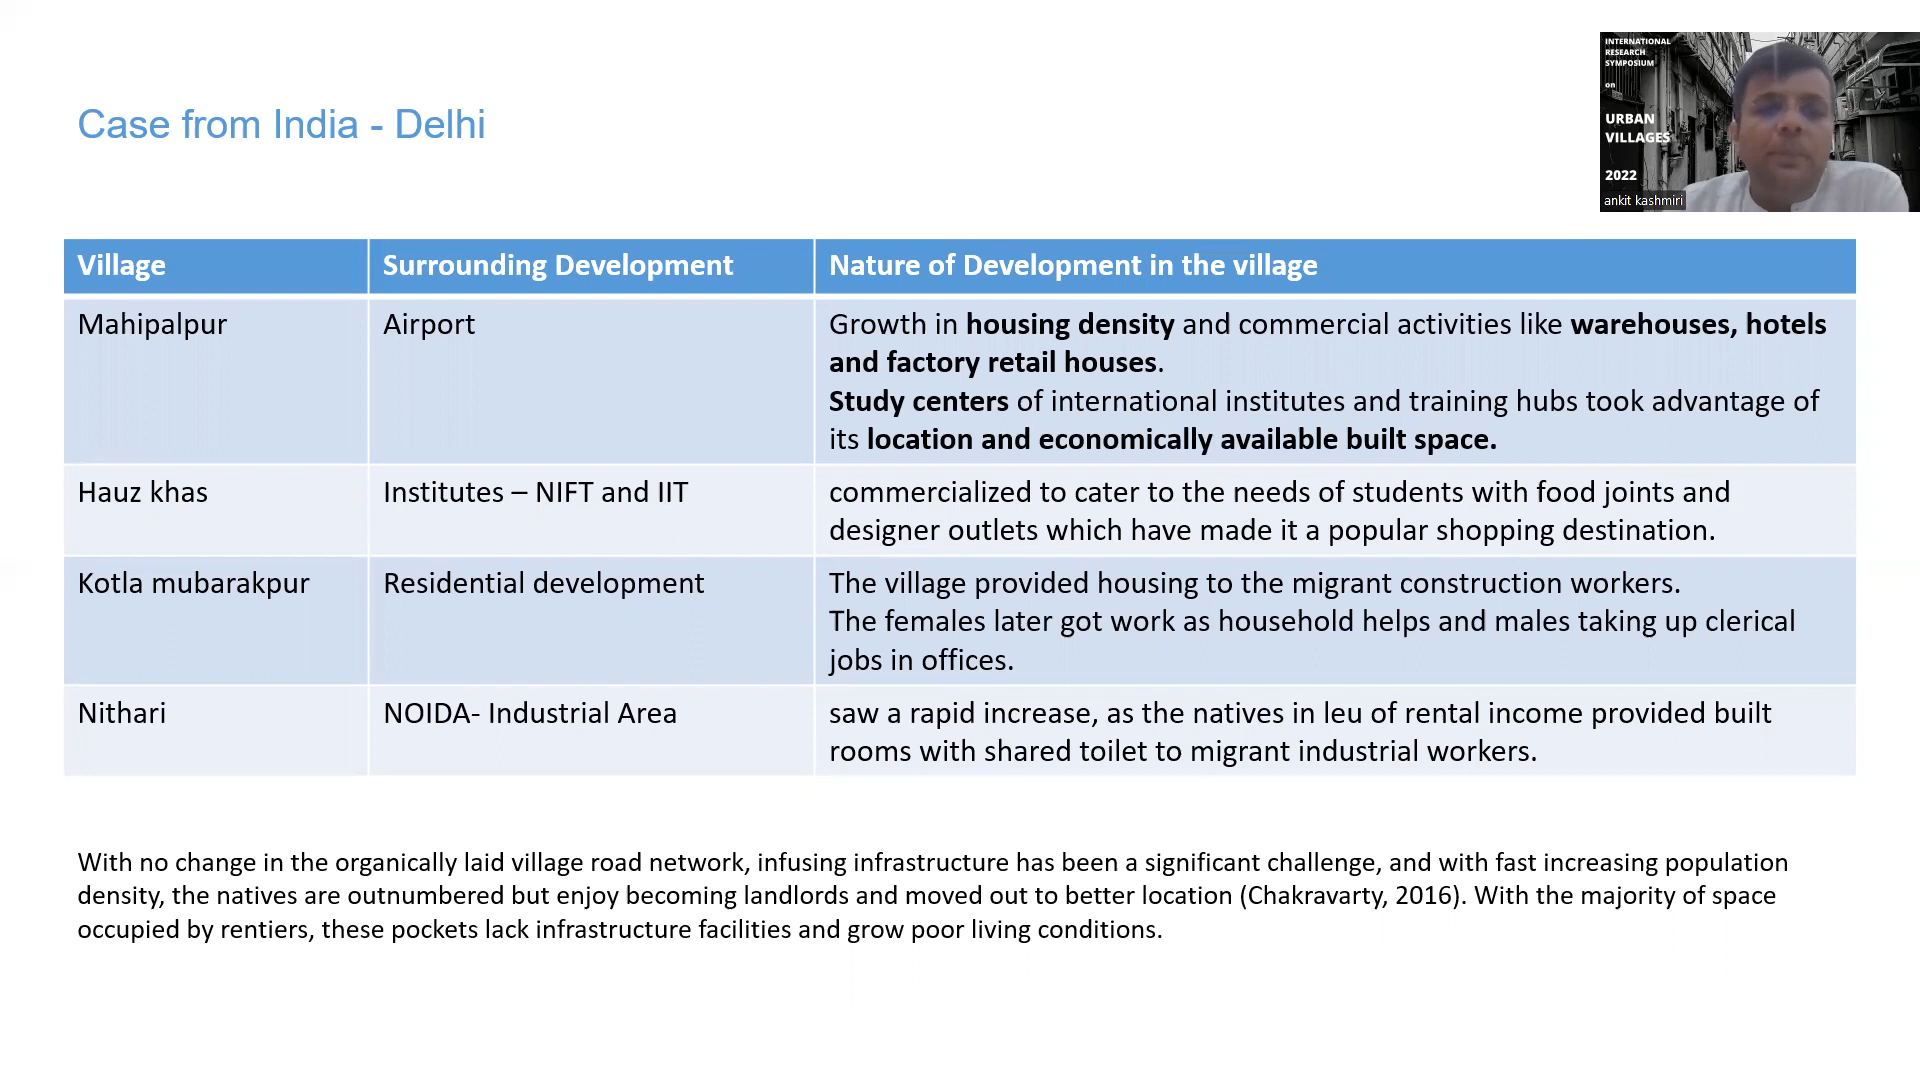 Case from India - Delhi
INTERNATIONAL
RESEARCH
SYMPOSIUM
on
URBAN
VILLAGES
2022
ankit kashmiri
Village
Surrounding Development
Nature of Development in the village
Mahipalpur
Airport
Growth in housing density and commercial activities like warehouses, hotels
and factory retail houses.
Study centers of international institutes and training hubs took advantage of
its location and economically available built space.
Hauz khas
Institutes – NIFT and IIT
commercialized to cater to the needs of students with food joints and
designer outlets which have made it a popular shopping destination.
Kotla mubarakpur
Residential development
The village provided housing to the migrant construction workers.
The females later got work as household helps and males taking up clerical
jobs in offices.
Nithari
NOIDA- Industrial Area
saw a rapid increase, as the natives in leu of rental income provided built
rooms with shared toilet to migrant industrial workers.
With no change in the organically laid village road network, infusing infrastructure has been a significant challenge, and with fast increasing population
density, the natives are outnumbered but enjoy becoming landlords and moved out to better location (Chakravarty, 2016). With the majority of space
occupied by rentiers, these pockets lack infrastructure facilities and grow poor living conditions.